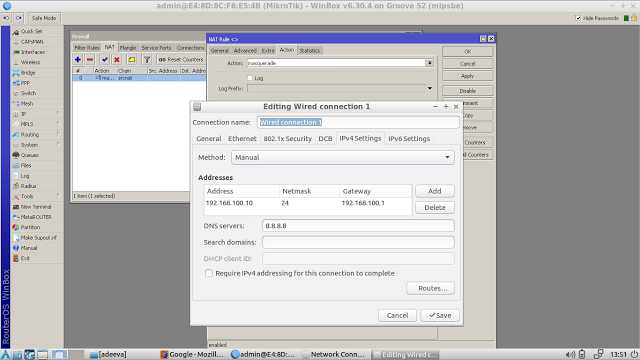 admin@E4:8D:8C:F8:E5:4B (MikroTik) - WinBox v6.30.4 on Groove 52 (mipsbe)
Safe Mode
Hide Passwords
Quick Set
CAPsMAN
Interfaces
Wireless
Bridge
PPP
Switch
Mesh
IP
MPLS
Routing
System
Queues
Files
Log
Radius
Tools
New Terminal
MetaROUTER
Partition
Make Supout.rif
Manual
Exit
RouterOS WinBox
Firewall
Filter Rules NAT Mangle Service Ports Connections
Reset Counters
# Action Chain Src. Address Dst. Address
0 srcnat
1 item (1 selected)
NAT Rule <>
General Advanced Extra Action Statistics
Action: masquerade
Log
Log Prefix:
OK
Cancel
Apply
Disable
Comment
Copy
Remove
Counters
All Counters
enabled
Editing Wired connection 1
Connection name: Wired connection 1
General Ethernet 802.1x Security DCB IPv4 Settings IPv6 Settings
Method: Manual
Addresses
Address Netmask Gateway
192.168.100.10 24 192.168.100.1
Add
Delete
DNS servers: 8.8.8.8
Search domains:
DHCP client ID:
Require IPv4 addressing for this connection to complete
Routes...
Cancel Save
[adeeva] Google - Mozill... admin@E4:8D:... Network Conn... Editing Wired c... 13:51